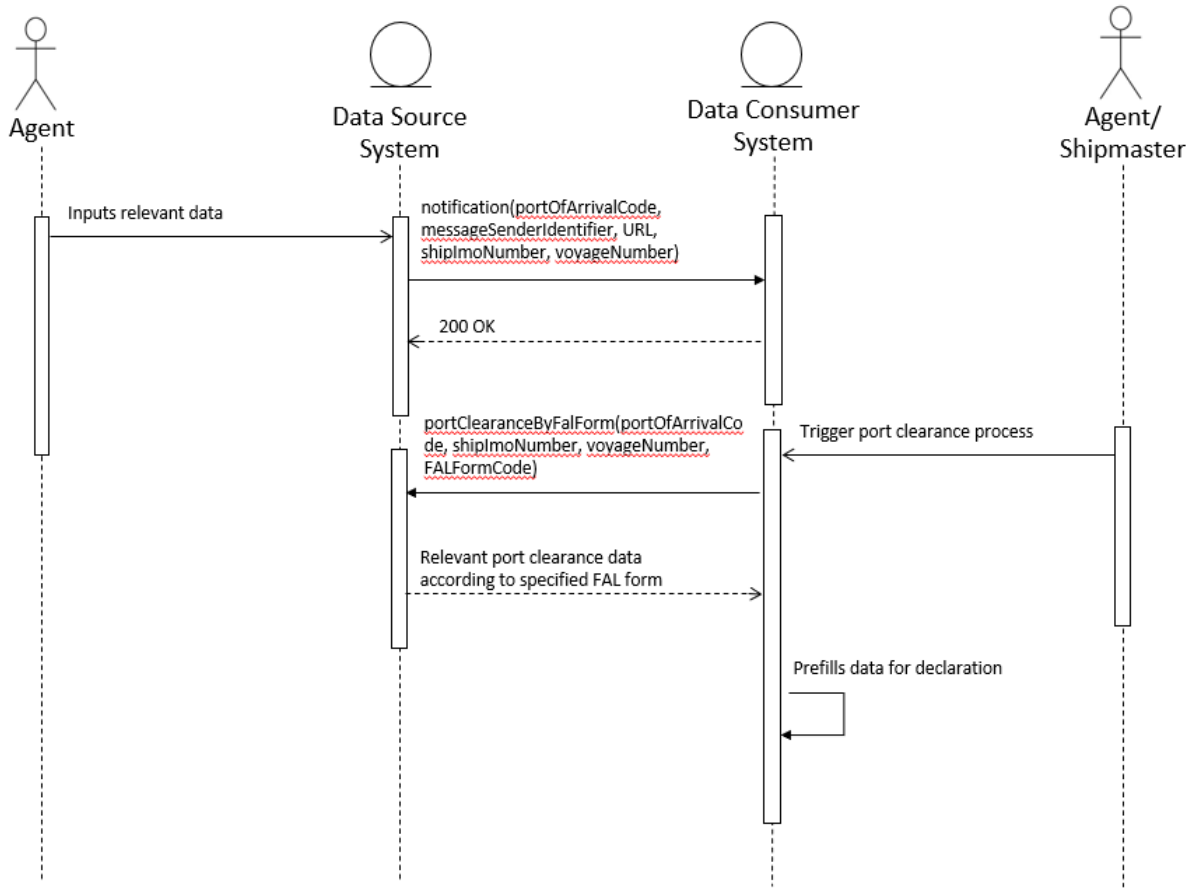 Agent
Data Source
System
Data Consumer
System
Agent/
Shipmaster
Inputs relevant data
notification(portOfArrivalCode,
messageSenderIdentifier, URL,
shipImoNumber, voyageNumber)
200 OK
portClearanceByFalForm(portOfArrivalCo
de, shipImoNumber, voyageNumber,
FALFormCode)
Trigger port clearance process
Relevant port clearance data
according to specified FAL form
Prefills data for declaration